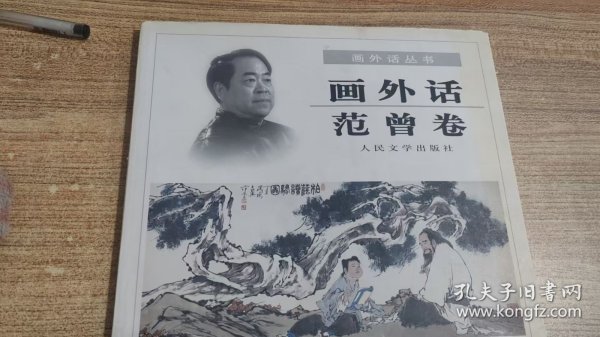 画外话丛书
画外话
范曾卷
人民文学出版社
孔夫子旧书网
www.kongfz.com